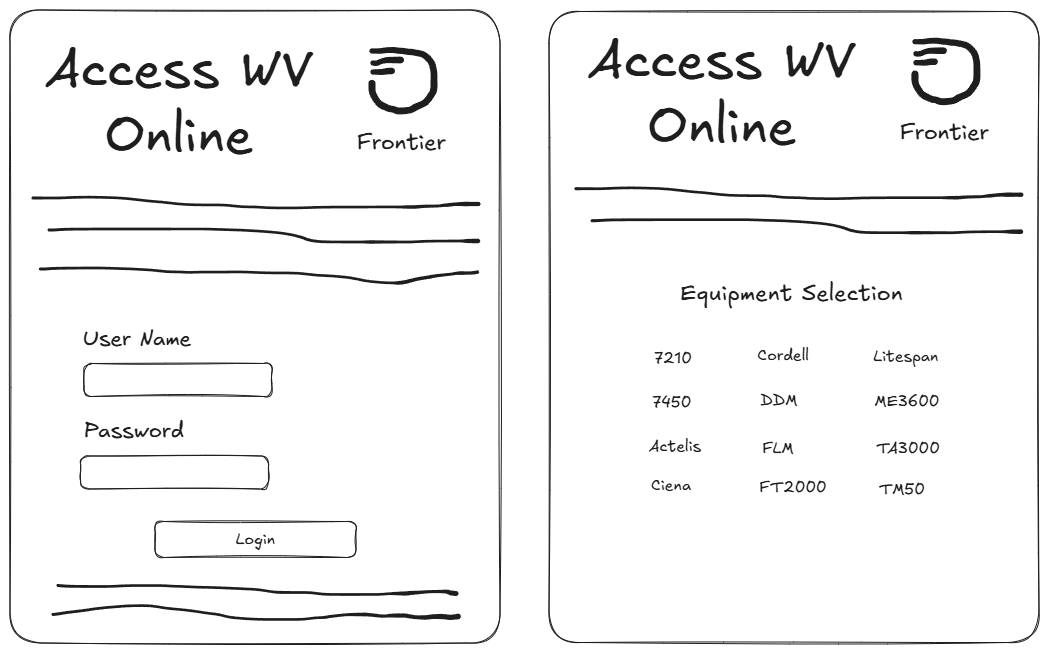 Access WV
Online
Frontier
User Name
Password
Login
Access WV
Online
Frontier
Equipment Selection
7210 Cordell Litespan
7450 DDM ME3600
Actelis FLM TA3000
Ciena FT2000 TM50